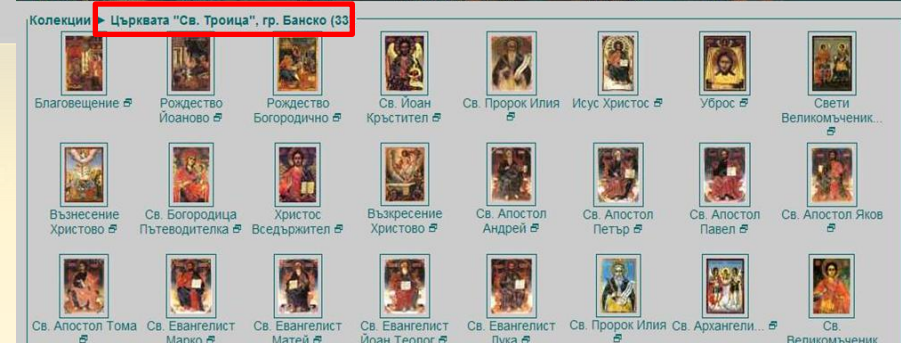 Колекции ► Църквата "Св. Троица", гр. Банско (33
Благовещение
Рождество
Йоаново
Рождество
Богородично
Св. Йоан
Кръстител
Св. Пророк Илия
Исус Христос
Уброс
Свети
Великомъченик...
Възнесение
Христово
Св. Богородица
Пътеводителка
Христос
Вседържител
Възкресение
Христово
Св. Апостол
Андрей
Св. Апостол
Петър
Св. Апостол
Павел
Св. Апостол Яков
Св. Апостол Тома
Св. Евангелист
Марко
Св. Евангелист
Матей
Св. Евангелист
Йоан Теолог
Св. Евангелист
Лука
Св. Пророк Илия
Св. Архангели...
Св.
Великомъченик